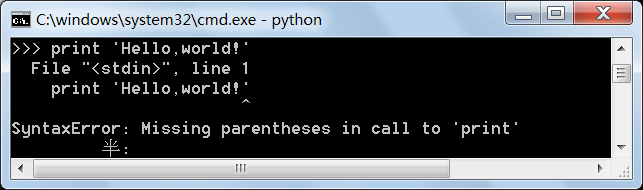 C:\windows\system32\cmd.exe - python
>>> print 'Hello,world!'
  File "<stdin>", line 1
    print 'Hello,world!'
                       ^
SyntaxError: Missing parentheses in call to 'print'
半: